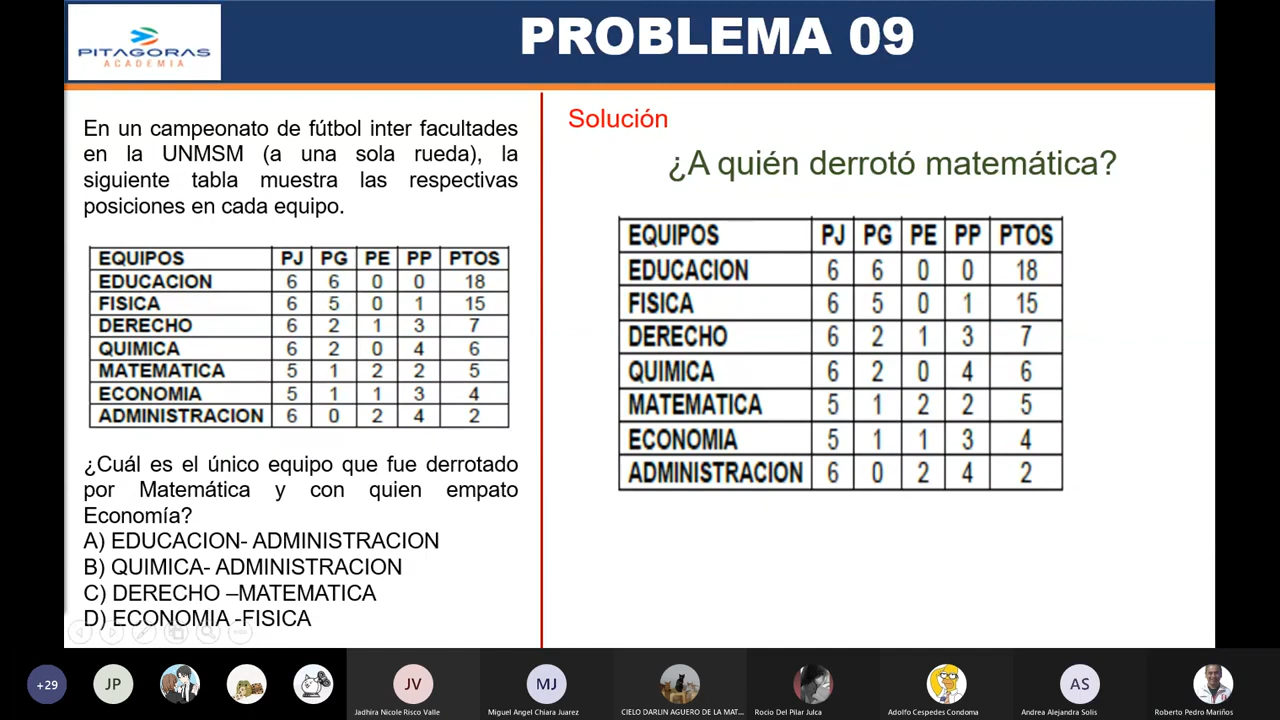 PITAGORAS
ACADEMIA
PROBLEMA 09
En un campeonato de fútbol inter facultades
en la UNMSM (a una sola rueda), la
siguiente tabla muestra las respectivas
posiciones en cada equipo.
EQUIPOS PJ PG PE PP PTOS
EDUCACION 6 6 0 0 18
FISICA 6 5 0 1 15
DERECHO 6 2 1 3 7
QUIMICA 6 2 0 4 6
MATEMATICA 5 1 2 2 5
ECONOMIA 5 1 1 3 4
ADMINISTRACION 6 0 2 4 2
¿Cuál es el único equipo que fue derrotado
por Matemática y con quien empato
Economía?
A) EDUCACION- ADMINISTRACION
B) QUIMICA- ADMINISTRACION
C) DERECHO –MATEMATICA
D) ECONOMIA -FISICA
Solución
¿A quién derrotó matemática?
EQUIPOS PJ PG PE PP PTOS
EDUCACION 6 6 0 0 18
FISICA 6 5 0 1 15
DERECHO 6 2 1 3 7
QUIMICA 6 2 0 4 6
MATEMATICA 5 1 2 2 5
ECONOMIA 5 1 1 3 4
ADMINISTRACION 6 0 2 4 2
+29
JP
JV
MJ
AS
Jadhira Nicole Risco Valle
Miguel Angel Chiara Juarez
CIELO DARLIN AGUERO DE LA MAT...
Rocio Del Pilar Julca
Adolfo Cespedes Condoma
Andrea Alejandra Solis
Roberto Pedro Mariños